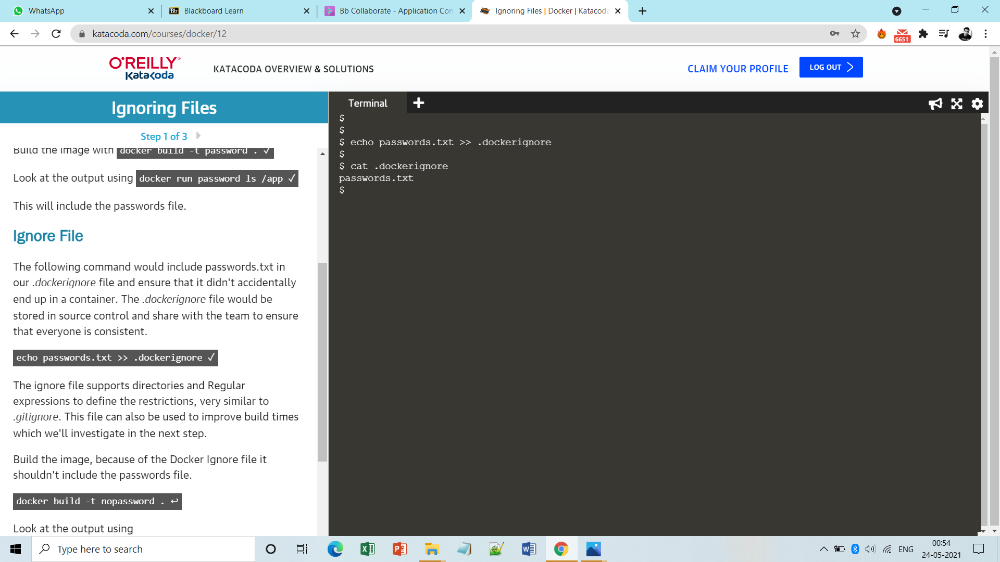 WhatsApp
Bb Blackboard Learn
Bb Collaborate - Application Con
Ignoring Files | Docker | Katacoda
katacoda.com/courses/docker/12
6651
O'REILLY®
Katacoda
KATACODA OVERVIEW & SOLUTIONS
CLAIM YOUR PROFILE
LOG OUT
Ignoring Files
Step 1 of 3
Build the image with docker build -t password . ✓
Look at the output using docker run password ls /app ✓
This will include the passwords file.
Ignore File
The following command would include passwords.txt in
our .dockerignore file and ensure that it didn't accidentally
end up in a container. The .dockerignore file would be
stored in source control and share with the team to ensure
that everyone is consistent.
echo passwords.txt >> .dockerignore ✓
The ignore file supports directories and Regular
expressions to define the restrictions, very similar to
.gitignore. This file can also be used to improve build times
which we'll investigate in the next step.
Build the image, because of the Docker Ignore file it
shouldn't include the passwords file.
docker build -t nopassword . ↩
Look at the output using
Terminal
$
$
$ echo passwords.txt >> .dockerignore
$
$ cat .dockerignore
passwords.txt
$
Type here to search
ENG
00:54
24-05-2021